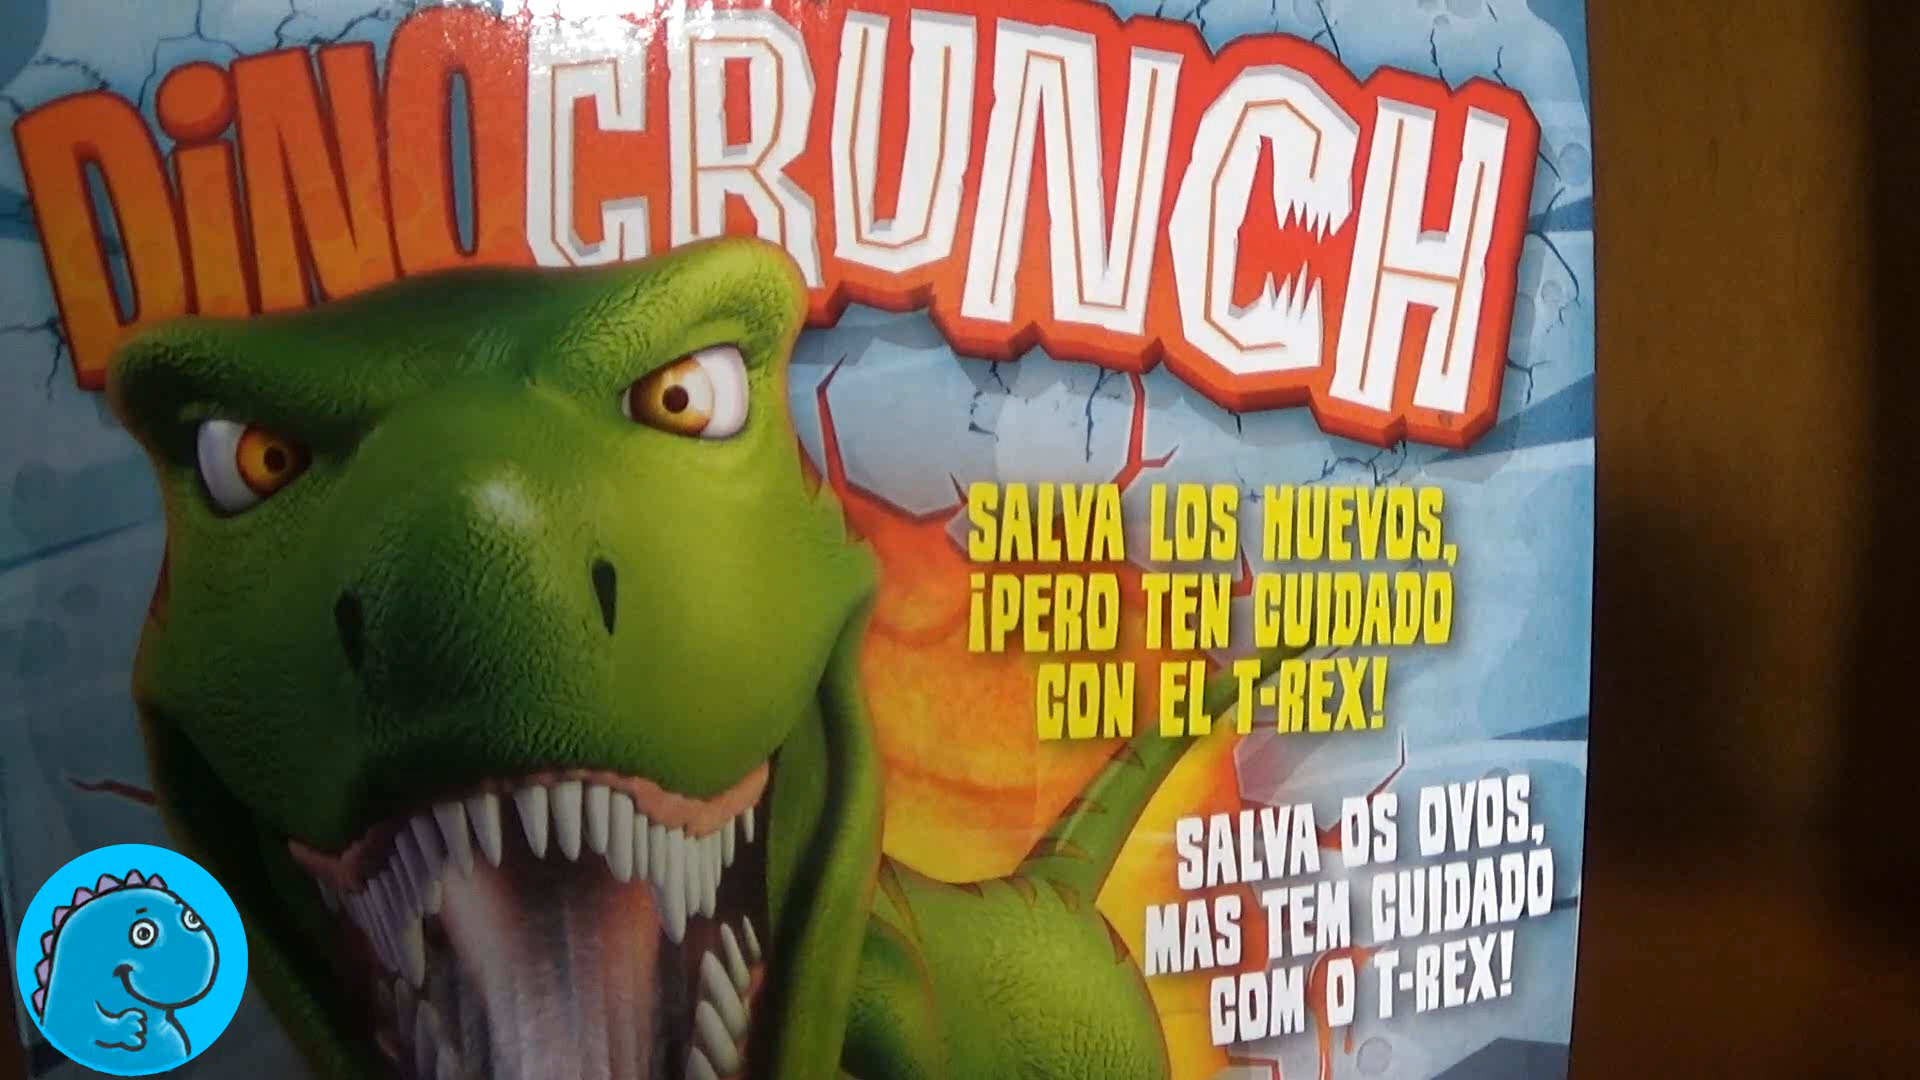 DiNOCRUNCH
SALVA LOS HUEVOS,
¡PERO TEN CUIDADO
CON EL T-REX!
SALVA OS OVOS,
MAS TEM CUIDADO
COM O T-REX!